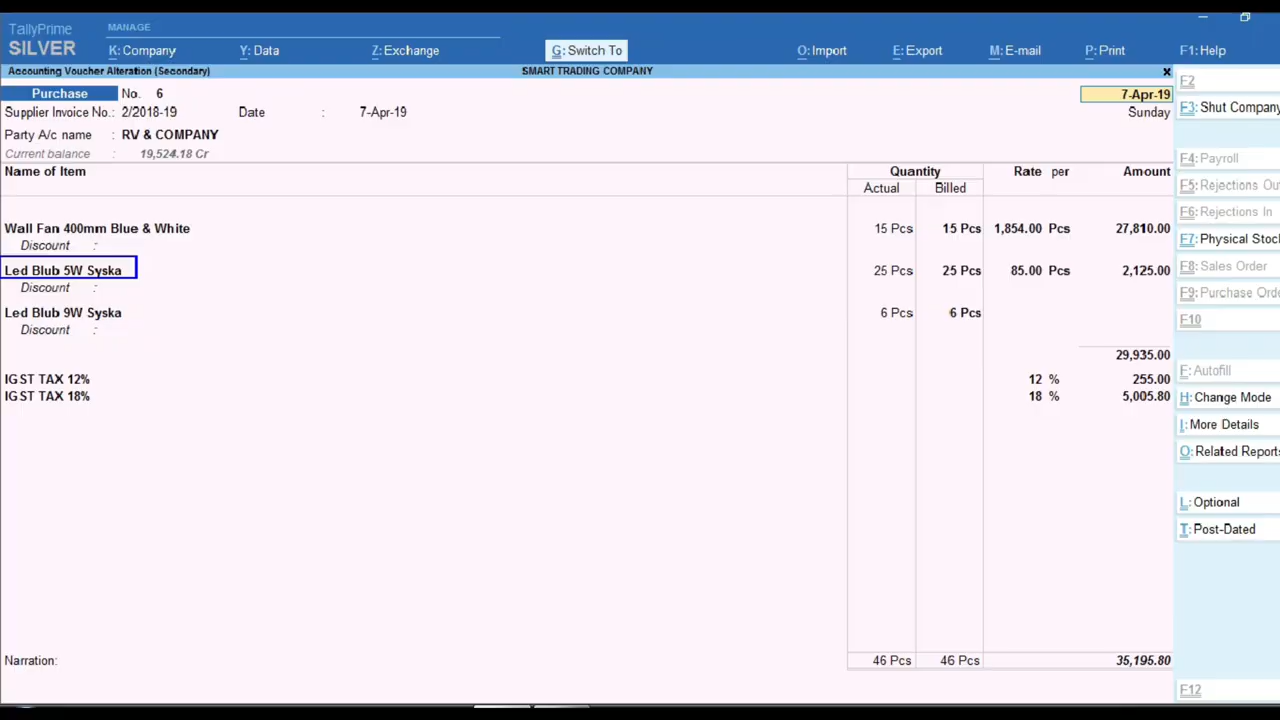 TallyPrime MANAGE
SILVER K: Company Y: Data Z: Exchange G: Switch To O: Import E: Export M: E-mail P: Print F1: Help
Accounting Voucher Alteration (Secondary) SMART TRADING COMPANY x
Purchase No. 6 7-Apr-19
Supplier Invoice No.: 2/2018-19 Date : 7-Apr-19 Sunday
Party A/c name : RV & COMPANY
Current balance : 19,524.18 Cr
Name of Item Quantity Rate per Amount
Actual Billed
Wall Fan 400mm Blue & White 15 Pcs 15 Pcs 1,854.00 Pcs 27,810.00
Discount :
Led Blub 5W Syska 25 Pcs 25 Pcs 85.00 Pcs 2,125.00
Discount :
Led Blub 9W Syska 6 Pcs 6 Pcs
Discount :
29,935.00
IGST TAX 12% 12 % 255.00
IGST TAX 18% 18 % 5,005.80
Narration: 46 Pcs 46 Pcs 35,195.80
F2
F3: Shut Company
F4: Payroll
F5: Rejections Ou
F6: Rejections In
F7: Physical Stoc
F8: Sales Order
F9: Purchase Orde
F10
F: Autofill
H: Change Mode
I: More Details
O: Related Reports
L: Optional
T: Post-Dated
F12